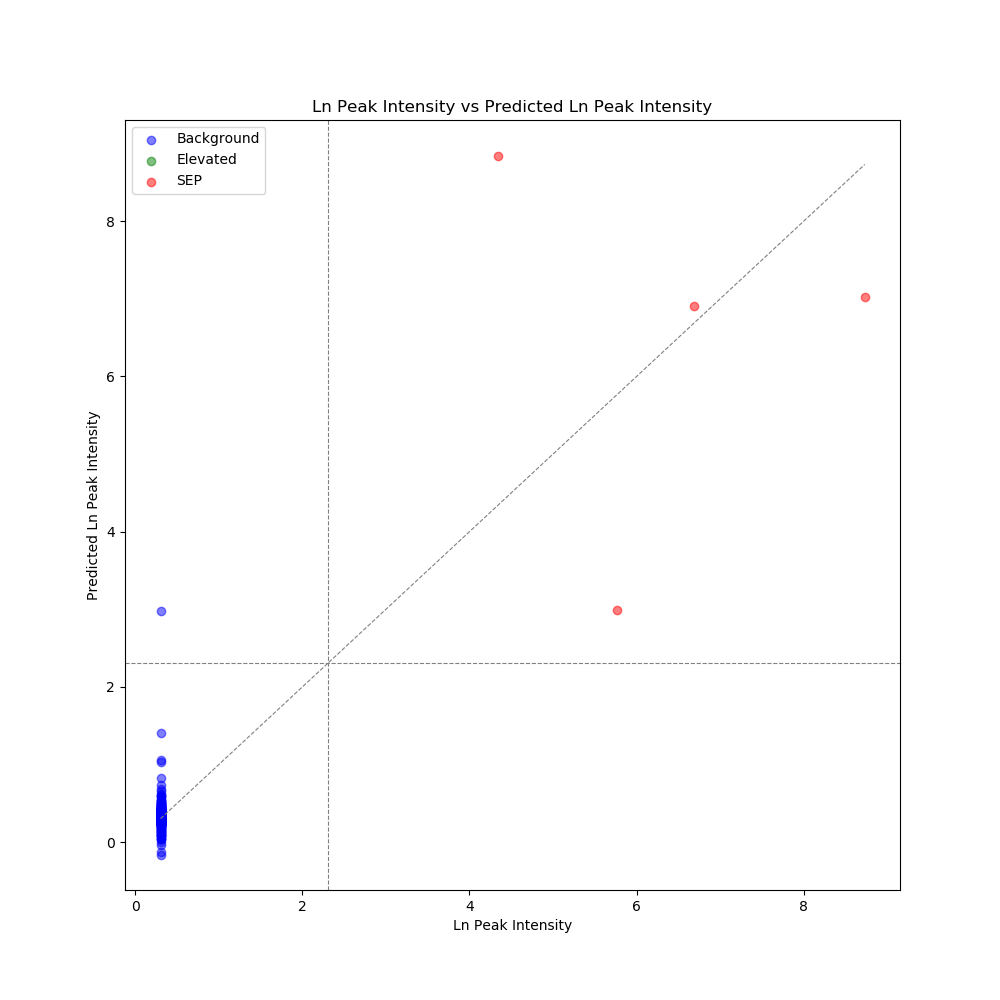 Ln Peak Intensity vs Predicted Ln Peak Intensity
Background
Elevated
SEP
Predicted Ln Peak Intensity
8
6
4
2
0
0 2 4 6 8
Ln Peak Intensity